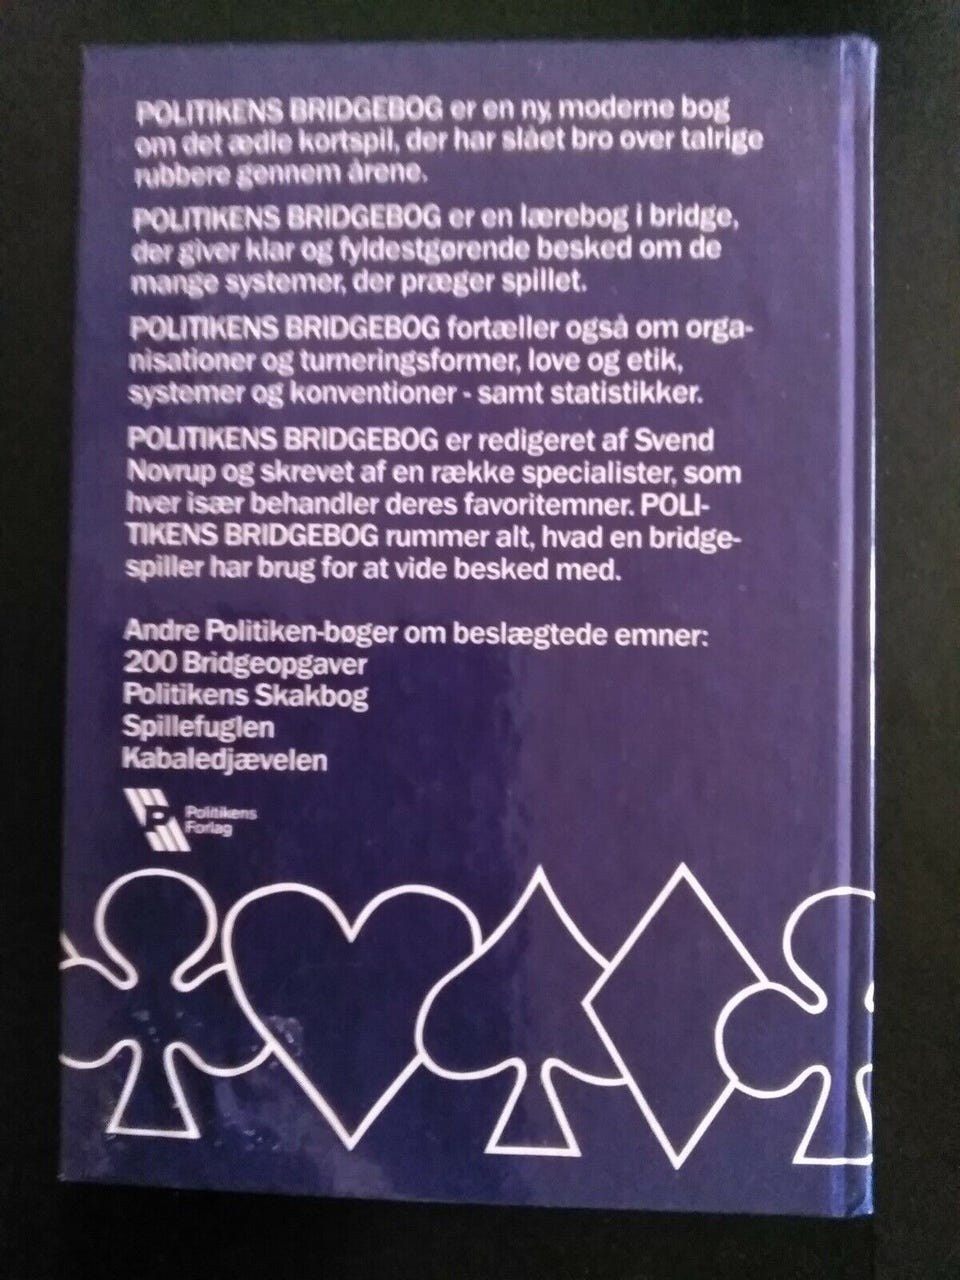 POLITIKENS BRIDGEBOG er en ny, moderne bog
om det ædle kortspil, der har slået bro over talrige
rubbere gennem årene.
POLITIKENS BRIDGEBOG er en lærebog i bridge,
der giver klar og fyldestgørende besked om de
mange systemer, der præger spillet.
POLITIKENS BRIDGEBOG fortæller også om orga-
nisationer og turneringsformer, love og etik,
systemer og konventioner - samt statistikker.
POLITIKENS BRIDGEBOG er redigeret af Svend
Novrup og skrevet af en række specialister, som
hver især behandler deres favoritemner. POLI-
TIKENS BRIDGEBOG rummer alt, hvad en bridge-
spiller har brug for at vide besked med.
Andre Politiken-bøger om beslægtede emner:
200 Bridgeopgaver
Politikens Skakbog
Spillefuglen
Kabaledjævelen
P
Politikens
Forlag